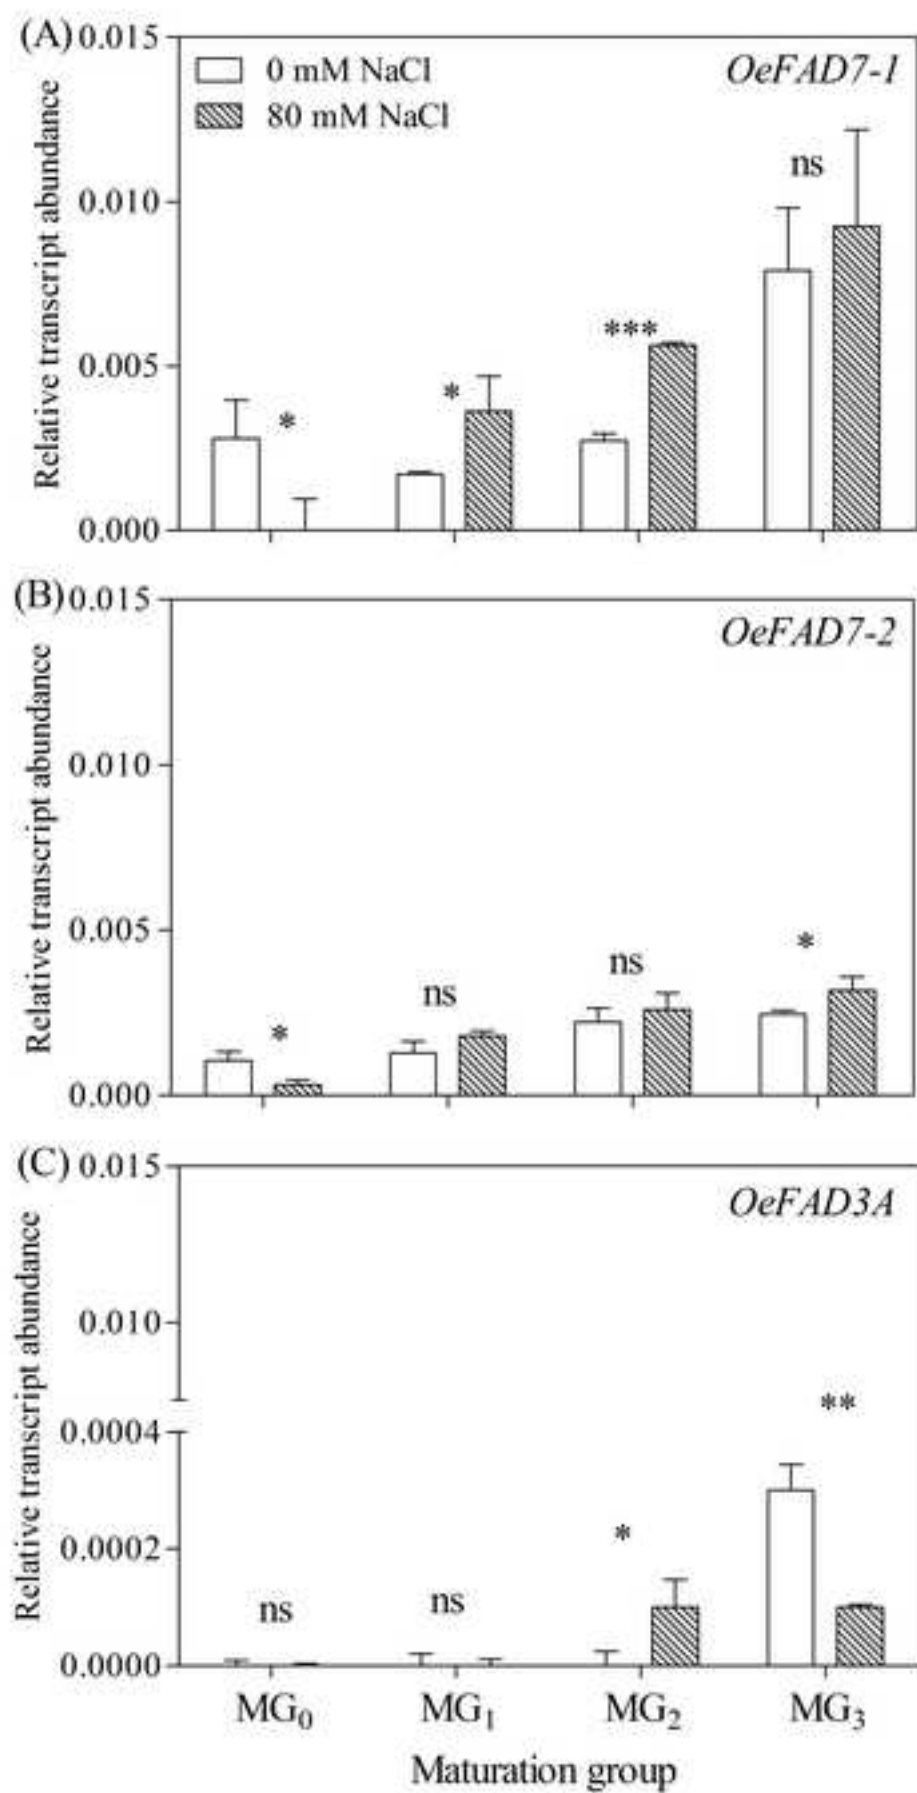 (A)
0.015
0 mM NaCl
80 mM NaCl
OeFAD7-1
ns
0.010
***
0.005
*
*
0.000
Relative transcript abundance
(B)
0.015
OeFAD7-2
0.010
0.005
*
ns
ns
*
0.000
Relative transcript abundance
(C)
0.015
OeFAD3A
0.010
**
0.0004
*
0.0002
ns
ns
0.0000
Relative transcript abundance
MG₀ MG₁ MG₂ MG₃
Maturation group